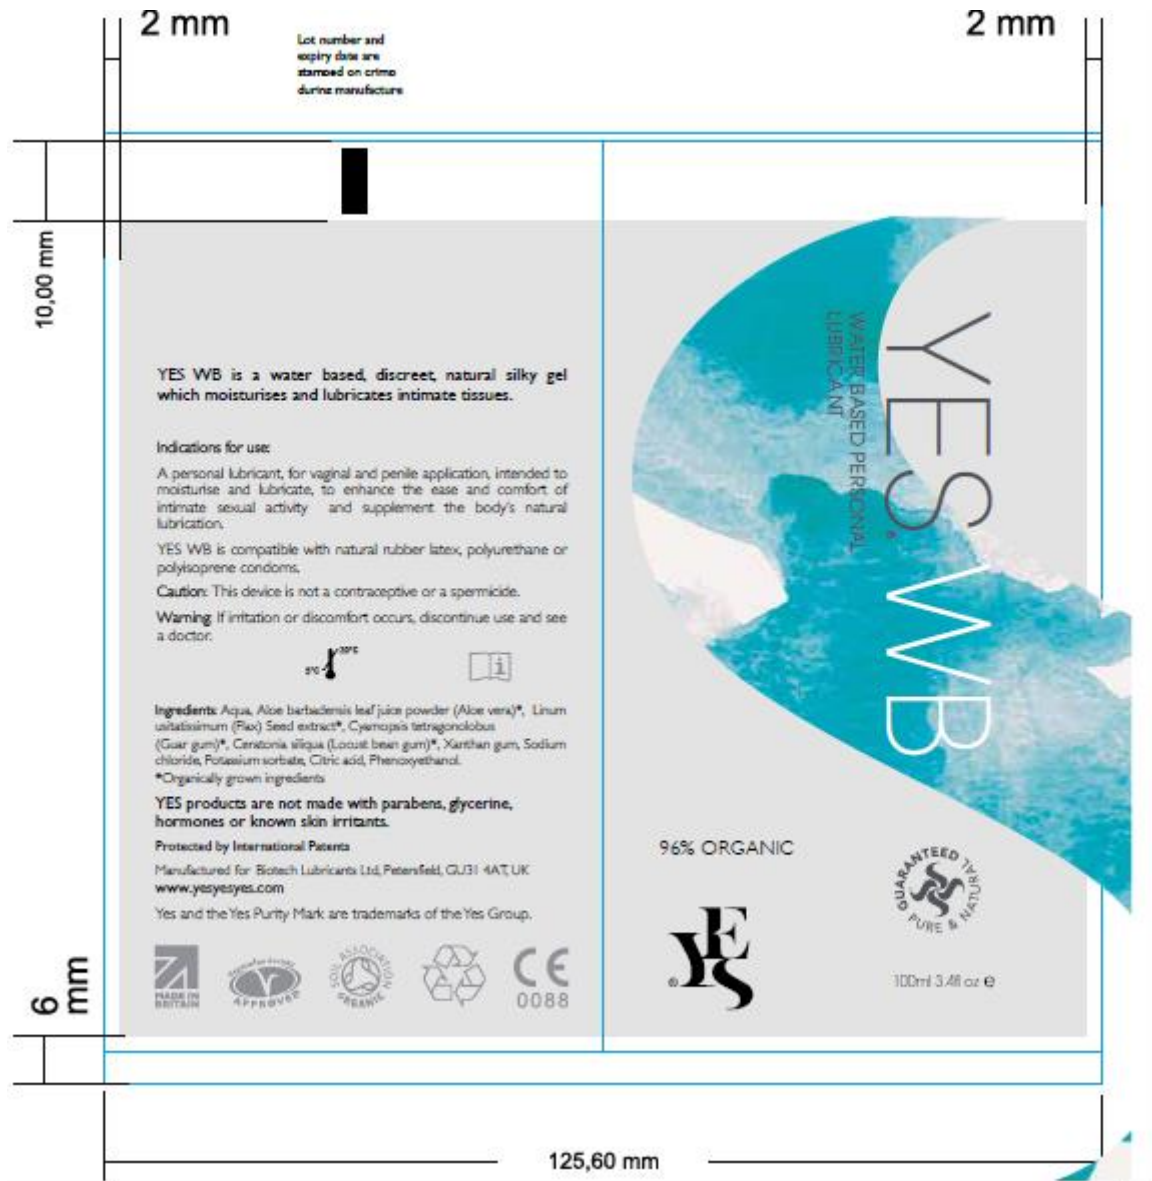 2 mm
2 mm
Lot number and
expiry date are
stamped on crimp
during manufacture
10,00 mm
YES WB is a water based, discreet, natural silky gel
which moisturises and lubricates intimate tissues.
Indications for use:
A personal lubricant, for vaginal and penile application, intended to
moisturise and lubricate, to enhance the ease and comfort of
intimate sexual activity and supplement the body's natural
lubrication.
YES WB is compatible with natural rubber latex, polyurethane or
polyisoprene condoms.
Caution: This device is not a contraceptive or a spermicide.
Warning: If irritation or discomfort occurs, discontinue use and see
a doctor.
5°C
i
Ingredients: Aqua, Aloe barbadensis leaf juice powder (Aloe vera)*, Linum
usitatissimum (Flax) Seed extract*, Cyamopsis tetragonolobus
(Guar gum)*, Ceratonia siliqua (Locust bean gum)*, Xanthan gum, Sodium
chloride, Potassium sorbate, Citric acid, Phenoxyethanol.
*Organically grown ingredients
YES products are not made with parabens, glycerine,
hormones or known skin irritants.
Protected by International Patents
Manufactured for Biotech Lubricants Ltd, Petersfield, GU31 4AT, UK
www.yesyesyes.com
Yes and the Yes Purity Mark are trademarks of the Yes Group.
MADE IN
BRITAIN
APPROVED
SOIL ASSOCIATION
ORGANIC
CE
0088
6
mm
YES® WB
WATER BASED PERSONAL
LUBRICANT
96% ORGANIC
GUARANTEED
PURE & NATURAL
YES
®
100ml 3.4fl oz e
125,60 mm